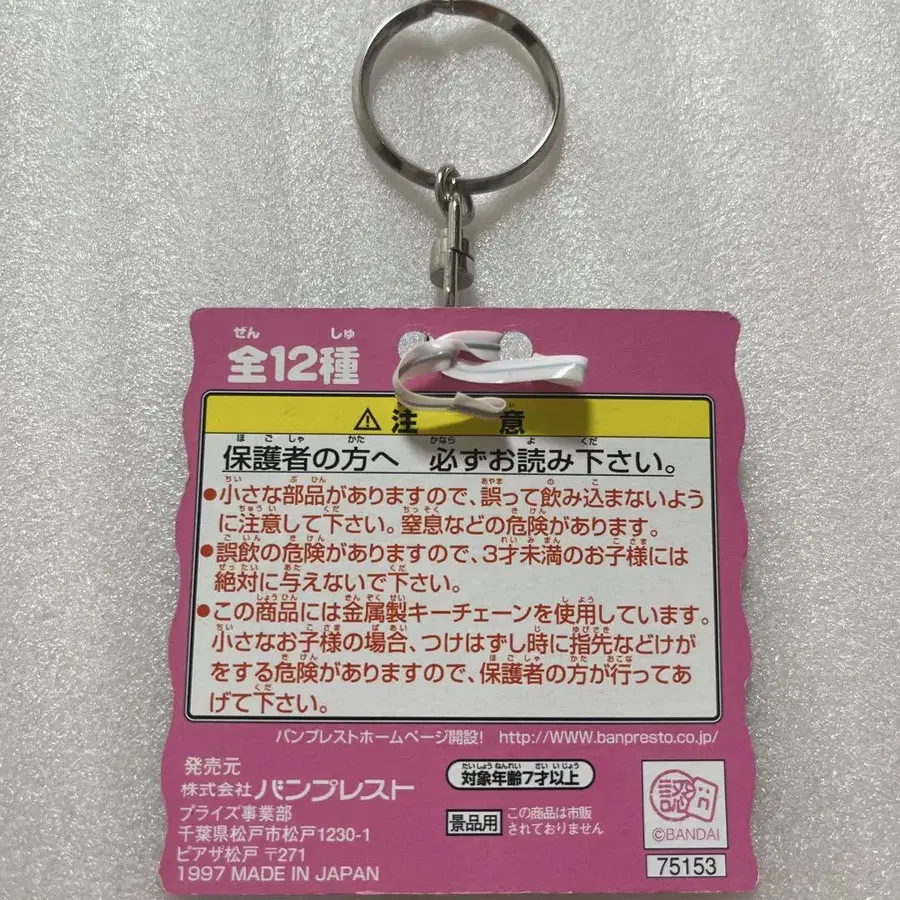 ぜん しゅ
全12種
⚠注 意
ほごしゃ かた かなら よ くだ
保護者の方へ 必ずお読み下さい。
ちい ぶひん あやま の こ
●小さな部品がありますので、誤って飲み込まないよう
ちゅうい くだ ちっそく きけん
に注意して下さい。窒息などの危険があります。
ごいん きけん れいみまん こさま
●誤飲の危険がありますので、3才未満のお子様には
ぜったい あた くだ
絶対に与えないで下さい。
しょうひん きんぞくせい しよう
●この商品には金属製キーチェーンを使用しています。
ちい こさま ばあい じ ゆびさき
小さなお子様の場合、つけはずし時に指先などけが
きけん ほごしゃ かた おこな
をする危険がありますので、保護者の方が行ってあ
くだ
げて下さい。
バンプレストホームページ開設! http://WWW.banpresto.co.jp/
発売元
株式会社 バンプレスト
プライズ事業部
千葉県松戸市松戸1230-1
ピアザ松戸 〒271
1997 MADE IN JAPAN
たいしょうねんれい さいいじょう
対象年齢7才以上
景品用
この商品は市販
されておりません
認
©BANDAI
75153